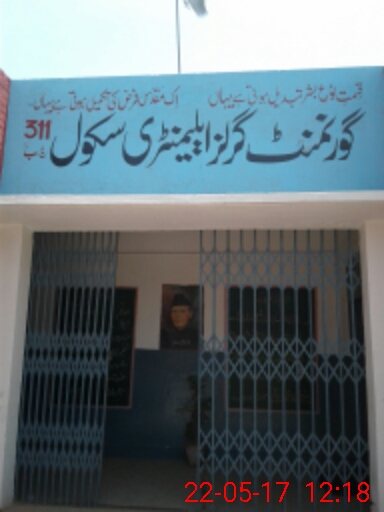 قسمت نوع بشر تبدیل ہوتی ہے یہاں اک مقدس فرض کی تکمیل ہوتی ہے یہاں
گورنمنٹ گرلز ایلیمنٹری سکول 311
ج ب
22-05-17 12:18